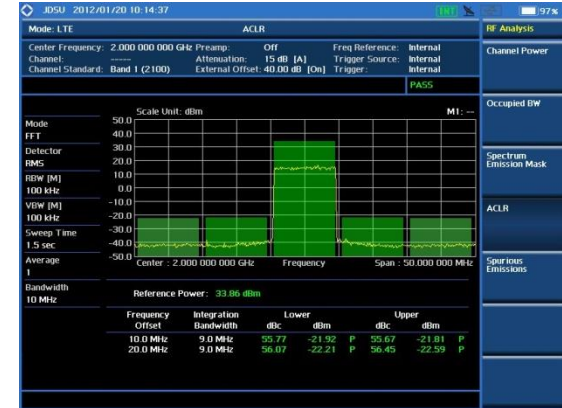 JDSU 2012/01/20 10:14:37 EXT 97%
Mode: LTE ACLR RF Analysis
Center Frequency: 2.000 000 000 GHz Preamp: Off Freq Reference: Internal
Channel: ----- Attenuation: 15 dB [A] Trigger Source: Internal
Channel Standard: Band 1 (2100) External Offset: 40.00 dB [On] Trigger: Internal
Channel Power
PASS
Scale Unit: dBm M1: --
Occupied BW
Mode
FFT
Detector
RMS
RBW [M]
100 kHz
VBW [M]
100 kHz
Sweep Time
1.5 sec
Average
1
Bandwidth
10 MHz
50.0
40.0
30.0
20.0
10.0
0.0
-10.0
-20.0
-30.0
-40.0
-50.0
Center : 2.000 000 000 GHz Frequency Span : 50.000 000 MHz
Spectrum
Emission Mask
ACLR
Spurious
Emissions
Reference Power: 33.86 dBm
Frequency Integration Lower Upper
Offset Bandwidth dBc dBm dBc dBm
10.0 MHz 9.0 MHz 55.77 -21.92 P 55.67 -21.81 P
20.0 MHz 9.0 MHz 56.07 -22.21 P 56.45 -22.59 P